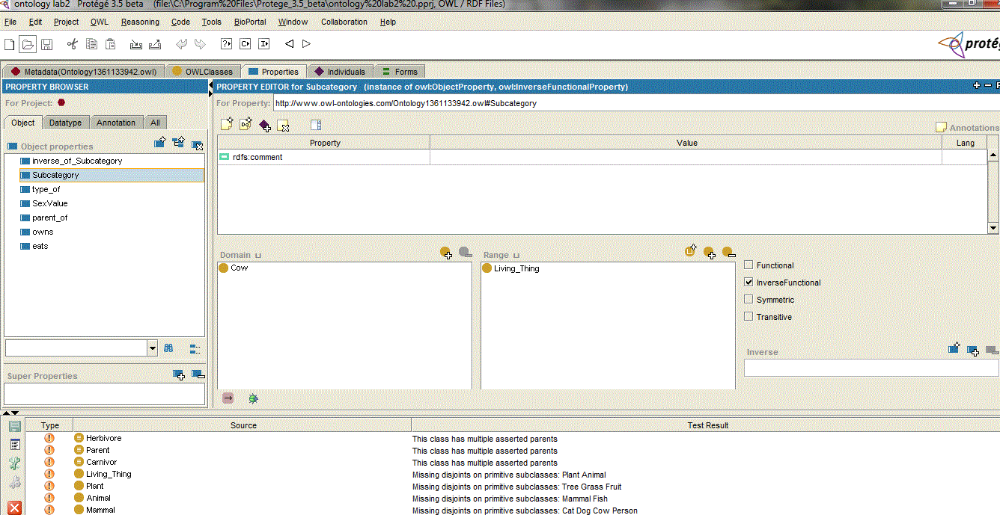 ontology lab2 Protégé 3.5 beta (file:\C:\Program%20Files\Protege_3.5_beta\ontology%20lab2%20.pprj, OWL / RDF Files)
File Edit Project OWL Reasoning Code Tools BioPortal Window Collaboration Help
Metadata(Ontology1361133942.owl) OWLClasses Properties Individuals Forms
PROPERTY BROWSER
For Project:
Object Datatype Annotation All
Object properties
inverse_of_Subcategory
Subcategory
type_of
SexValue
parent_of
owns
eats
Super Properties
PROPERTY EDITOR for Subcategory (instance of owl:ObjectProperty, owl:InverseFunctionalProperty)
For Property: http://www.owl-ontologies.com/Ontology1361133942.owl#Subcategory
Annotations
Property Value Lang
rdfs:comment
Domain
Cow
Range
Living_Thing
Functional
InverseFunctional
Symmetric
Transitive
Inverse
Type Source Test Result
Herbivore This class has multiple asserted parents
Parent This class has multiple asserted parents
Carnivor This class has multiple asserted parents
Living_Thing Missing disjoints on primitive subclasses: Plant Animal
Plant Missing disjoints on primitive subclasses: Tree Grass Fruit
Animal Missing disjoints on primitive subclasses: Mammal Fish
Mammal Missing disjoints on primitive subclasses: Cat Dog Cow Person